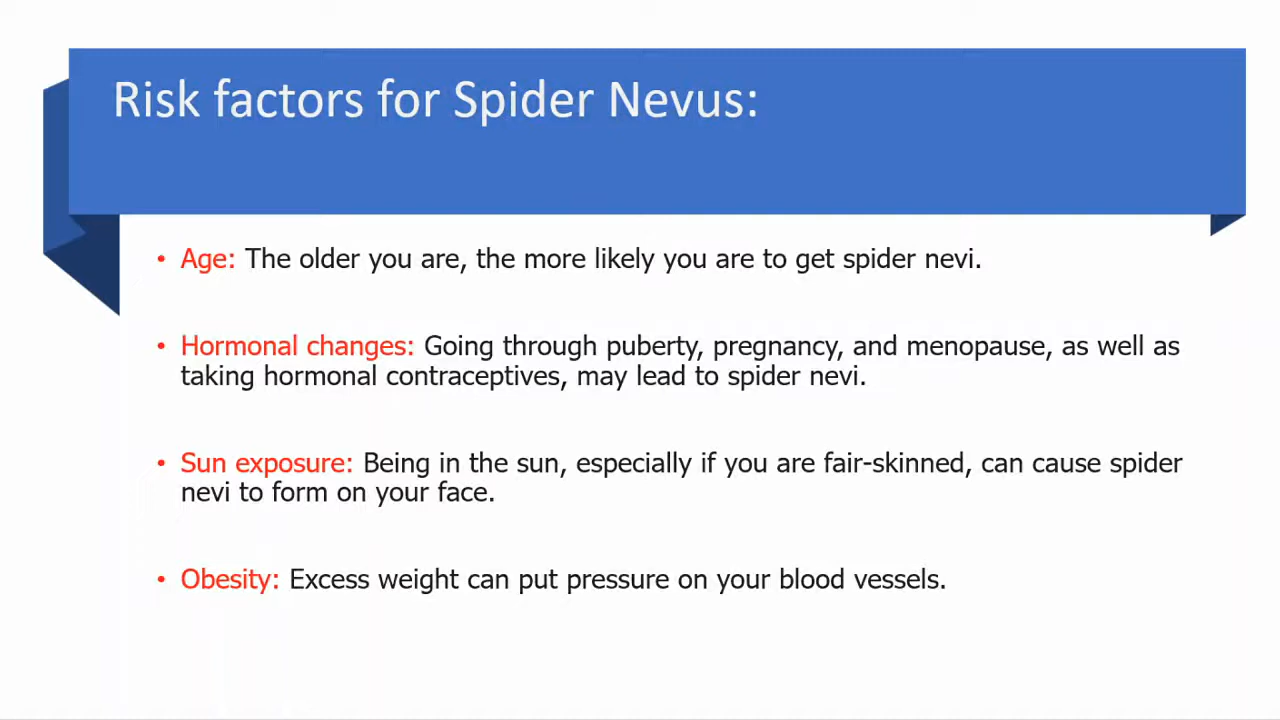 Risk factors for Spider Nevus:
• Age: The older you are, the more likely you are to get spider nevi.
• Hormonal changes: Going through puberty, pregnancy, and menopause, as well as
taking hormonal contraceptives, may lead to spider nevi.
• Sun exposure: Being in the sun, especially if you are fair-skinned, can cause spider
nevi to form on your face.
• Obesity: Excess weight can put pressure on your blood vessels.